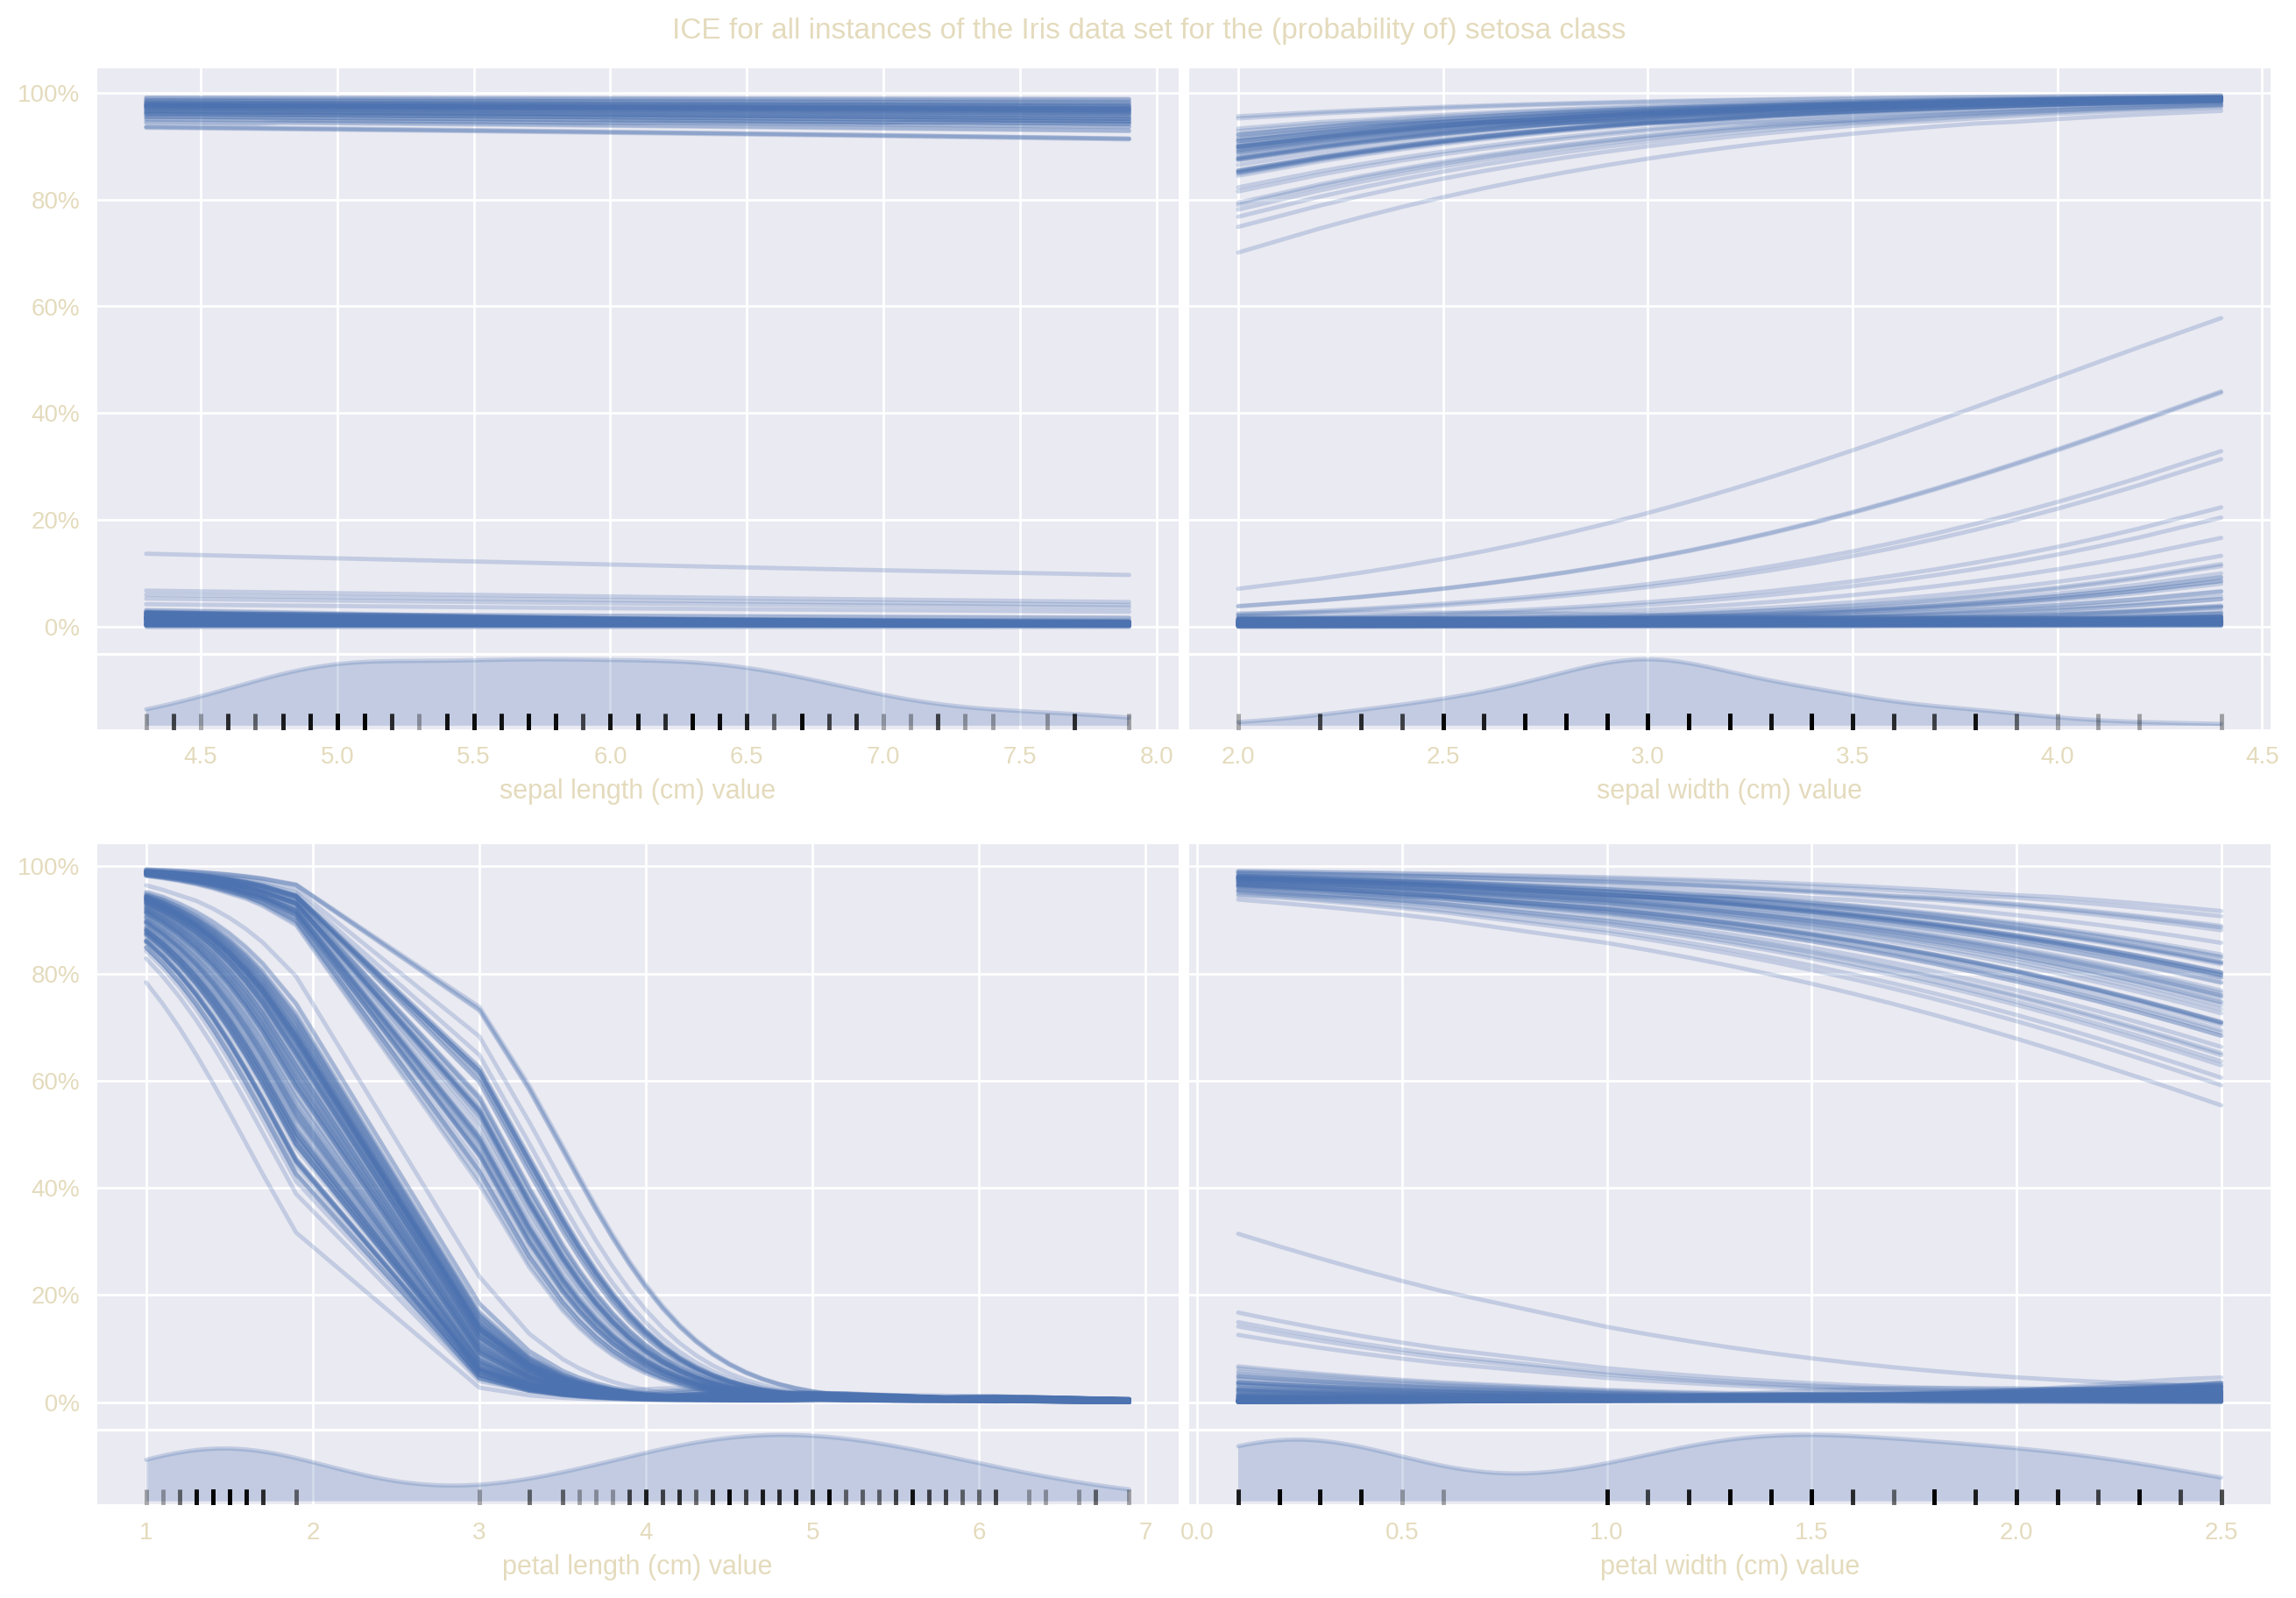 ICE for all instances of the Iris data set for the (probability of) setosa class
100%
80%
60%
40%
20%
0%
4.5 5.0 5.5 6.0 6.5 7.0 7.5 8.0
sepal length (cm) value
2.0 2.5 3.0 3.5 4.0 4.5
sepal width (cm) value
100%
80%
60%
40%
20%
0%
1 2 3 4 5 6 7
petal length (cm) value
0.0 0.5 1.0 1.5 2.0 2.5
petal width (cm) value